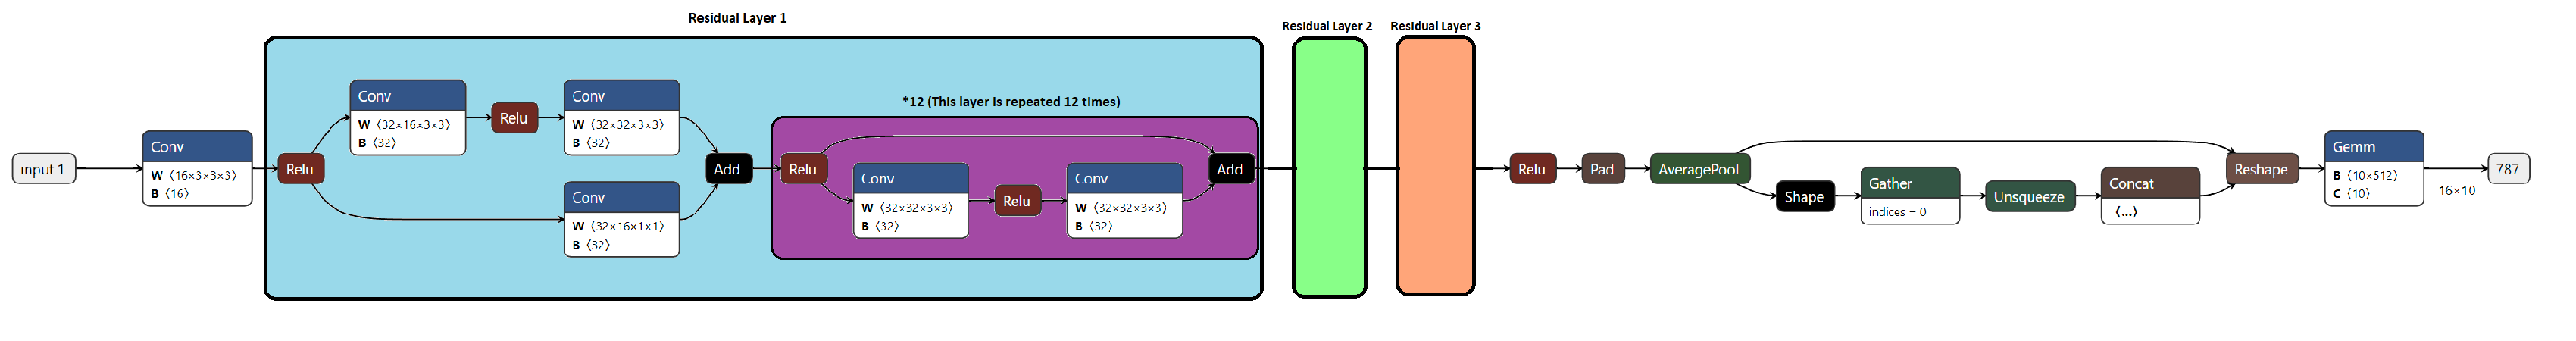 Residual Layer 1
Residual Layer 2
Residual Layer 3
*12 (This layer is repeated 12 times)
input.1
Conv
W ⟨16×3×3×3⟩
B ⟨16⟩
Relu
Conv
W ⟨32×16×3×3⟩
B ⟨32⟩
Relu
Conv
W ⟨32×32×3×3⟩
B ⟨32⟩
Conv
W ⟨32×16×1×1⟩
B ⟨32⟩
Add
Relu
Conv
W ⟨32×32×3×3⟩
B ⟨32⟩
Relu
Conv
W ⟨32×32×3×3⟩
B ⟨32⟩
Add
Relu
Pad
AveragePool
Shape
Gather
indices = 0
Unsqueeze
Concat
⟨...⟩
Reshape
Gemm
B ⟨10×512⟩
C ⟨10⟩
16×10
787